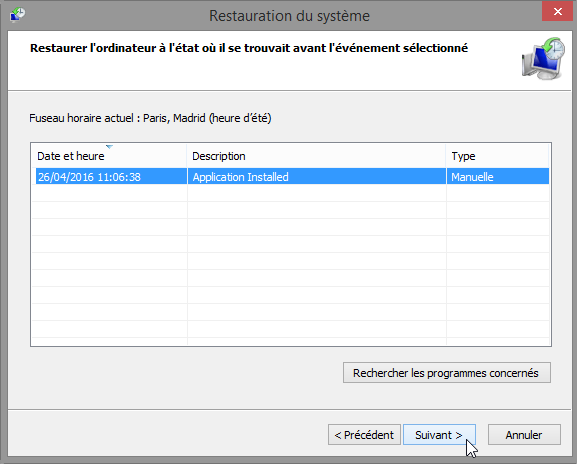 Restauration du système
Restaurer l'ordinateur à l'état où il se trouvait avant l'événement sélectionné
Fuseau horaire actuel : Paris, Madrid (heure d'été)
Date et heure Description Type
26/04/2016 11:06:38 Application Installed Manuelle
Rechercher les programmes concernés
< Précédent Suivant > Annuler